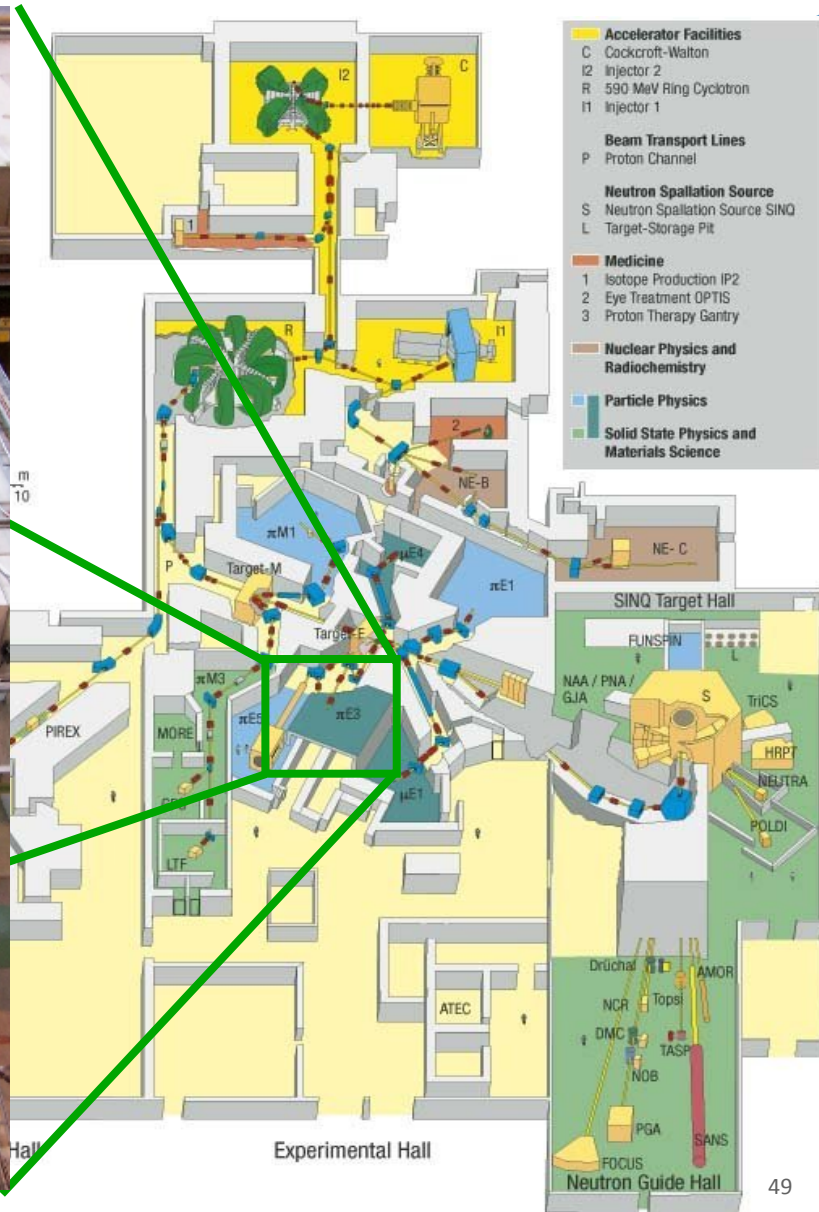 I2
C
Accelerator Facilities
C Cockcroft-Walton
I2 Injector 2
R 590 MeV Ring Cyclotron
I1 Injector 1
Beam Transport Lines
P Proton Channel
Neutron Spallation Source
S Neutron Spallation Source SINQ
L Target-Storage Pit
Medicine
1 Isotope Production IP2
2 Eye Treatment OPTIS
3 Proton Therapy Gantry
Nuclear Physics and
Radiochemistry
Particle Physics
Solid State Physics and
Materials Science
1
R
I1
2
NE-B
m
10
πM1
μE4
P
Target-M
πE1
NE- C
SINQ Target Hall
Target-E
FUNSPIN
L
πM3
NAA / PNA /
GJA
S
TriCS
πE5
πE3
PIREX
MORE
HRPT
NEUTRA
μE1
POLDI
LTF
Drüchal
AMOR
NCR
Tops
ATEC
DMC
TASP
NOB
PGA
SANS
Hall
Experimental Hall
FOCUS
Neutron Guide Hall
49